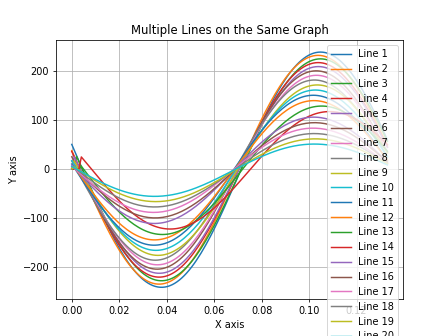 Multiple Lines on the Same Graph
Y axis
200
100
0
−100
−200
0.00
0.02
0.04
0.06
0.08
0.10
X axis
Line 1
Line 2
Line 3
Line 4
Line 5
Line 6
Line 7
Line 8
Line 9
Line 10
Line 11
Line 12
Line 13
Line 14
Line 15
Line 16
Line 17
Line 18
Line 19
Line 20